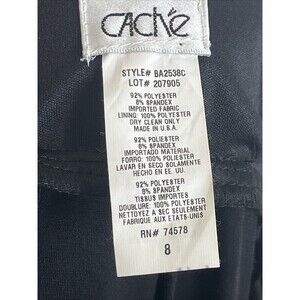 CACHÉ
STYLE# BA2538C
LOT# 207905
92% POLYESTER
8% SPANDEX
IMPORTED FABRIC
LINING: 100% POLYESTER
DRY CLEAN ONLY
MADE IN U.S.A.
92% POLIESTER
8% SPANDEX
IMPORTADO MATERIAL
FORRO: 100% POLIESTER
LAVAR EN SECO SOLAMENTE
HECHO EN EE. UU.
92% POLYESTER
8% SPANDEX
TISSUS IMPORTES
DOUBLURE: 100% POLYESTER
NETTOYEZ A SEC SEULEMENT
FABRIQUE AUX ETATS-UNIS
RN# 74578
8